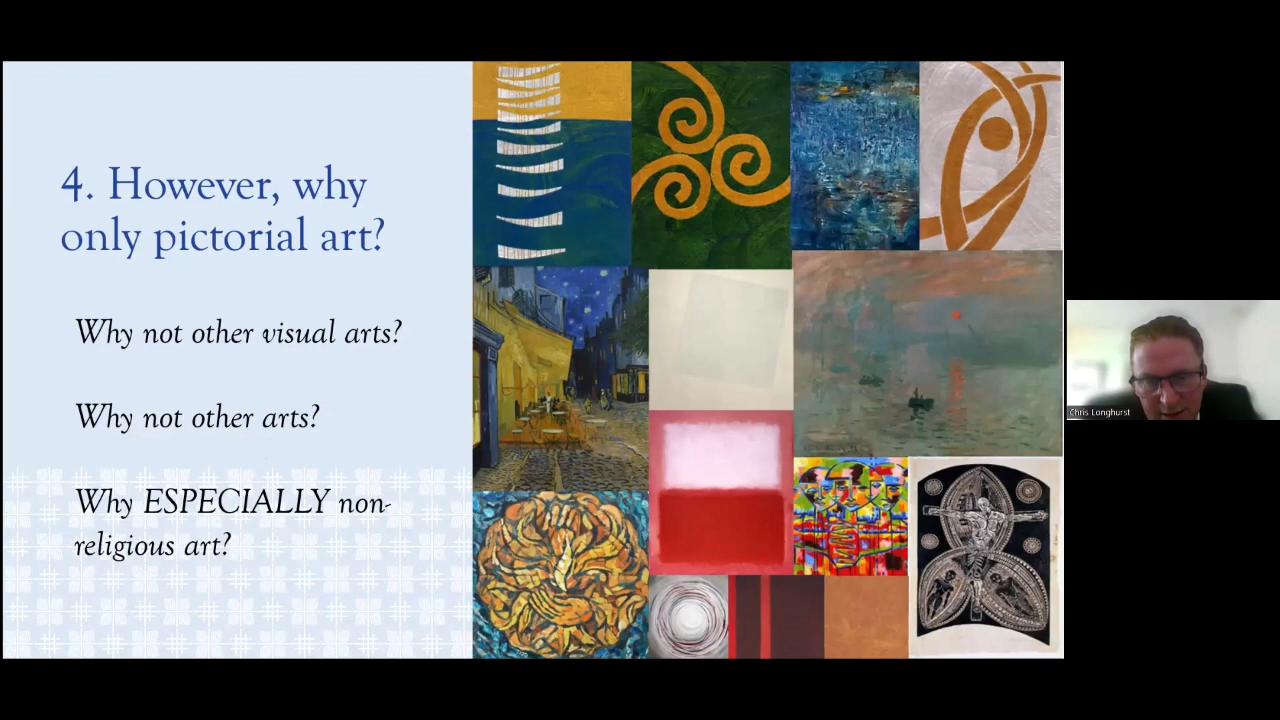 4. However, why
only pictorial art?
Why not other visual arts?
Why not other arts?
Why ESPECIALLY non-
religious art?
Chris Longhurst